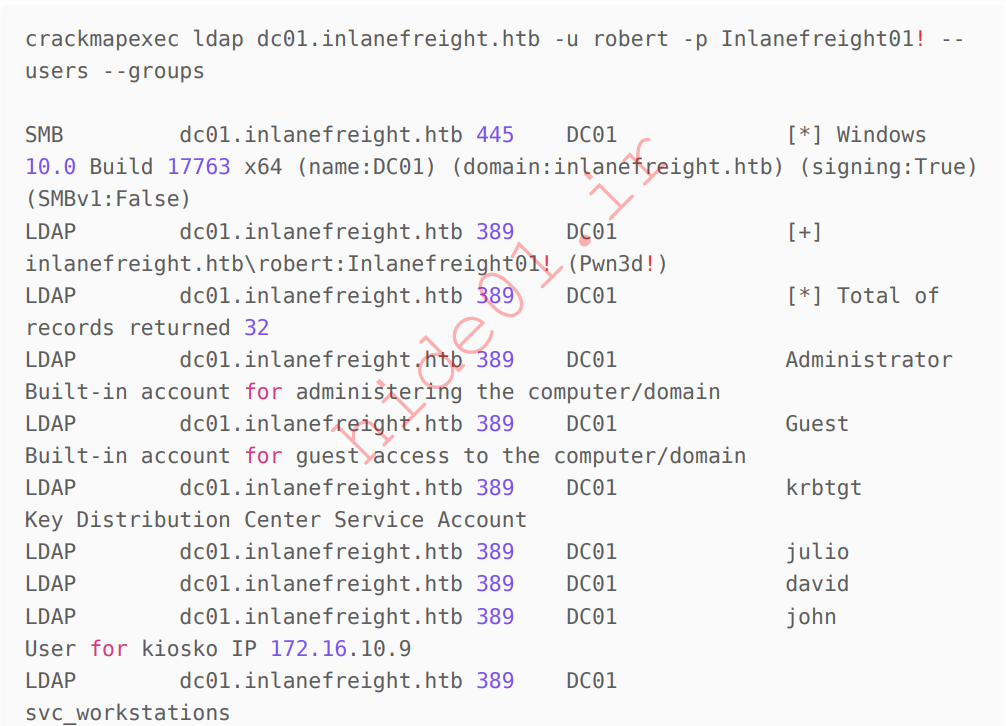 crackmapexec ldap dc01.inlanefreight.htb -u robert -p Inlanefreight01! --
users --groups
SMB dc01.inlanefreight.htb 445 DC01 [*] Windows
10.0 Build 17763 x64 (name:DC01) (domain:inlanefreight.htb) (signing:True)
(SMBv1:False)
LDAP dc01.inlanefreight.htb 389 DC01 [+]
inlanefreight.htb\robert:Inlanefreight01! (Pwn3d!)
LDAP dc01.inlanefreight.htb 389 DC01 [*] Total of
records returned 32
LDAP dc01.inlanefreight.htb 389 DC01 Administrator
Built-in account for administering the computer/domain
LDAP dc01.inlanefreight.htb 389 DC01 Guest
Built-in account for guest access to the computer/domain
LDAP dc01.inlanefreight.htb 389 DC01 krbtgt
Key Distribution Center Service Account
LDAP dc01.inlanefreight.htb 389 DC01 julio
LDAP dc01.inlanefreight.htb 389 DC01 david
LDAP dc01.inlanefreight.htb 389 DC01 john
User for kiosko IP 172.16.10.9
LDAP dc01.inlanefreight.htb 389 DC01
svc_workstations
hide01.ir